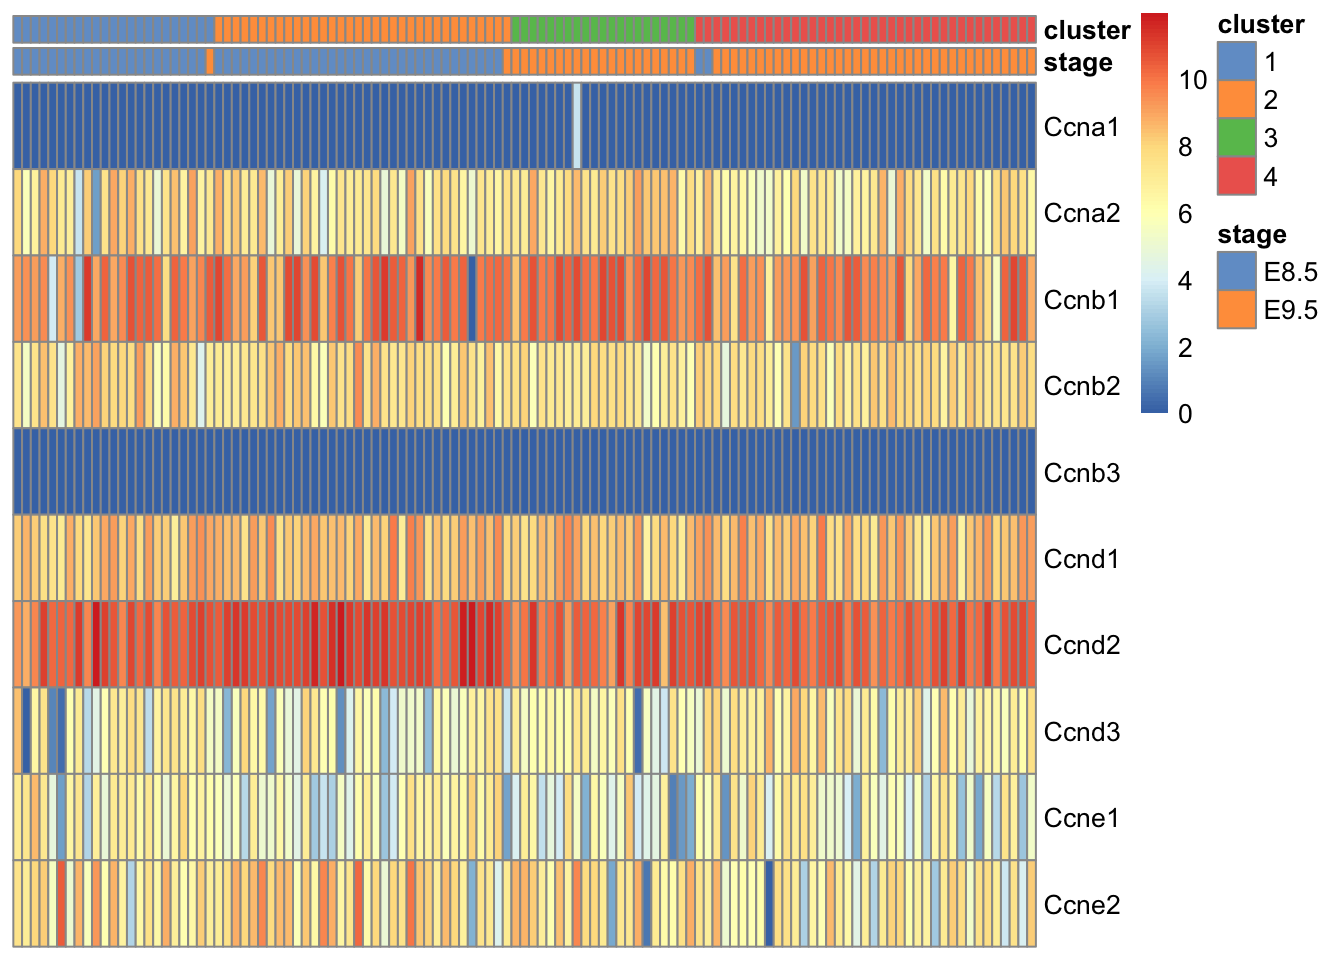 cluster
stage
Ccna1
Ccna2
Ccnb1
Ccnb2
Ccnb3
Ccnd1
Ccnd2
Ccnd3
Ccne1
Ccne2
10
8
6
4
2
0
cluster
1
2
3
4
stage
E8.5
E9.5